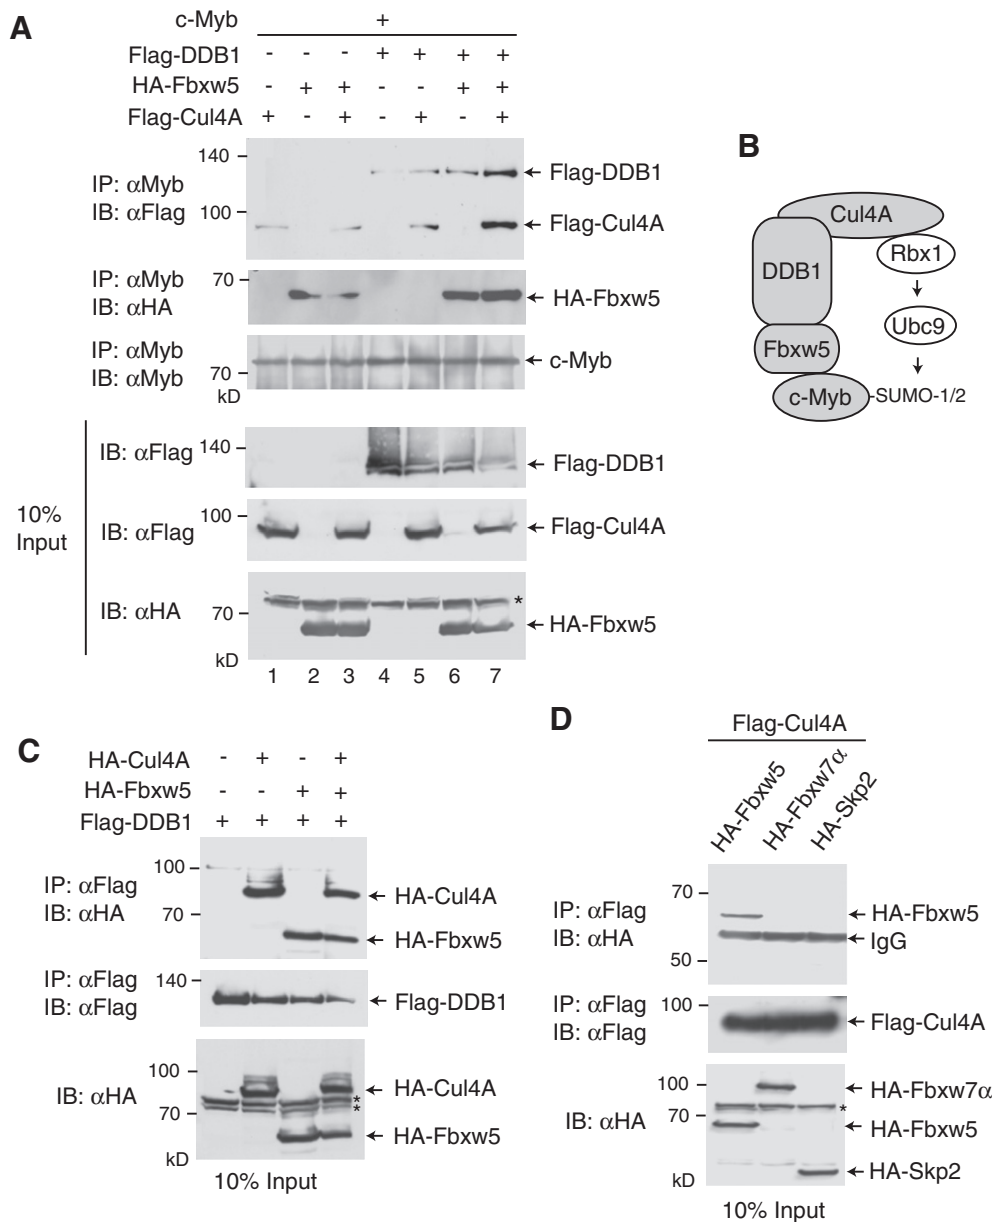 A
c-Myb +
Flag-DDB1 - - - + + + +
HA-Fbxw5 - + + - - + +
Flag-Cul4A + - + - + - +
IP: αMyb
IB: αFlag
140
100
Flag-DDB1
Flag-Cul4A
IP: αMyb
IB: αHA
70
HA-Fbxw5
IP: αMyb
IB: αMyb
70
kD
c-Myb
10%
Input
IB: αFlag
140
Flag-DDB1
IB: αFlag
100
Flag-Cul4A
IB: αHA
70
*
HA-Fbxw5
kD
1 2 3 4 5 6 7
B
Cul4A
DDB1
Rbx1
Ubc9
Fbxw5
c-Myb
SUMO-1/2
C
HA-Cul4A - + - +
HA-Fbxw5 - - + +
Flag-DDB1 + + + +
IP: αFlag
IB: αHA
100
70
HA-Cul4A
HA-Fbxw5
IP: αFlag
IB: αFlag
140
Flag-DDB1
IB: αHA
100
70
kD
HA-Cul4A
*
*
HA-Fbxw5
10% Input
D
Flag-Cul4A
HA-Fbxw5
HA-Fbxw7α
HA-Skp2
IP: αFlag
IB: αHA
70
50
HA-Fbxw5
IgG
IP: αFlag
IB: αFlag
100
Flag-Cul4A
IB: αHA
100
70
kD
HA-Fbxw7α
*
HA-Fbxw5
HA-Skp2
10% Input